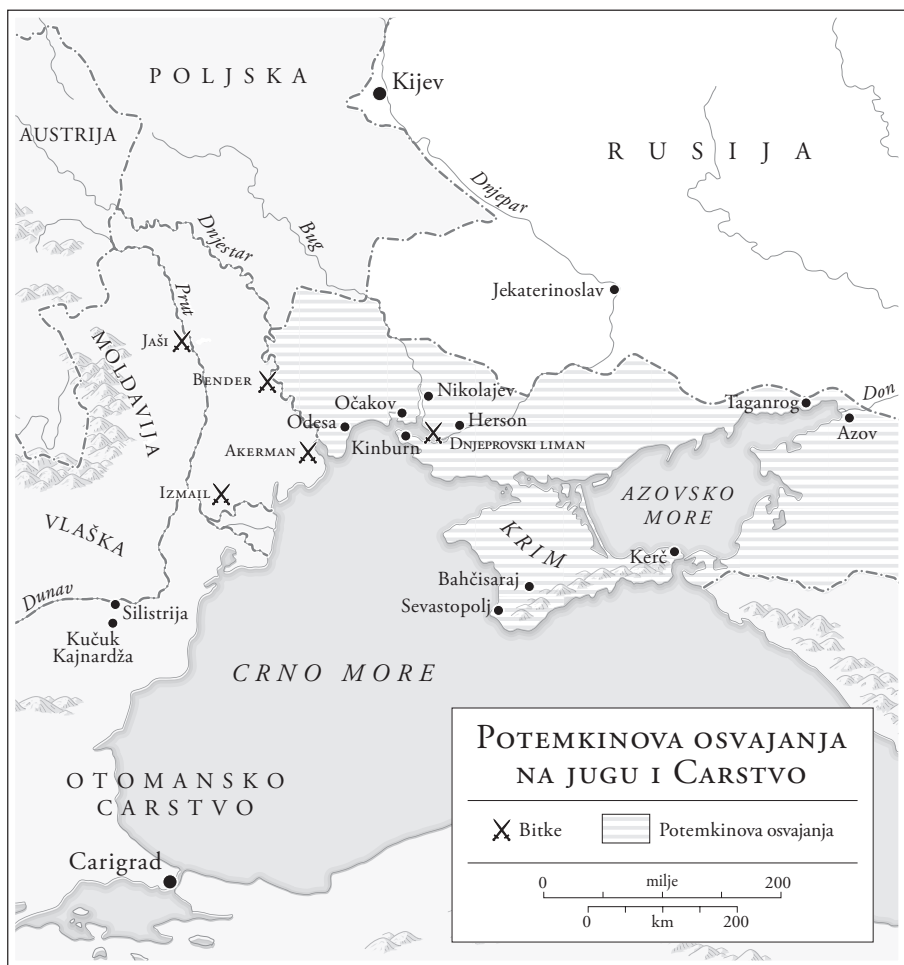 POLJSKA
Kijev
AUSTRIJA
RUSIJA
Dnjepar
Dnjestar
Bug
Prut
Jekaterinoslav
Jaši
MOLDAVIJA
Bender
Nikolajev
Taganrog
Don
Očakov
Odesa
Herson
Azov
Kinburn
Dnjeprovski liman
Akerman
Izmail
AZOVSKO
MORE
VLAŠKA
KRIM
Kerč
Bahčisaraj
Dunav
Silistrija
Sevastopolj
Kučuk
Kajnardža
CRNO MORE
Potemkinova osvajanja
na jugu i Carstvo
OTOMANSKO
CARSTVO
Bitke
Potemkinova osvajanja
Carigrad
0 milje 200
0 km 200